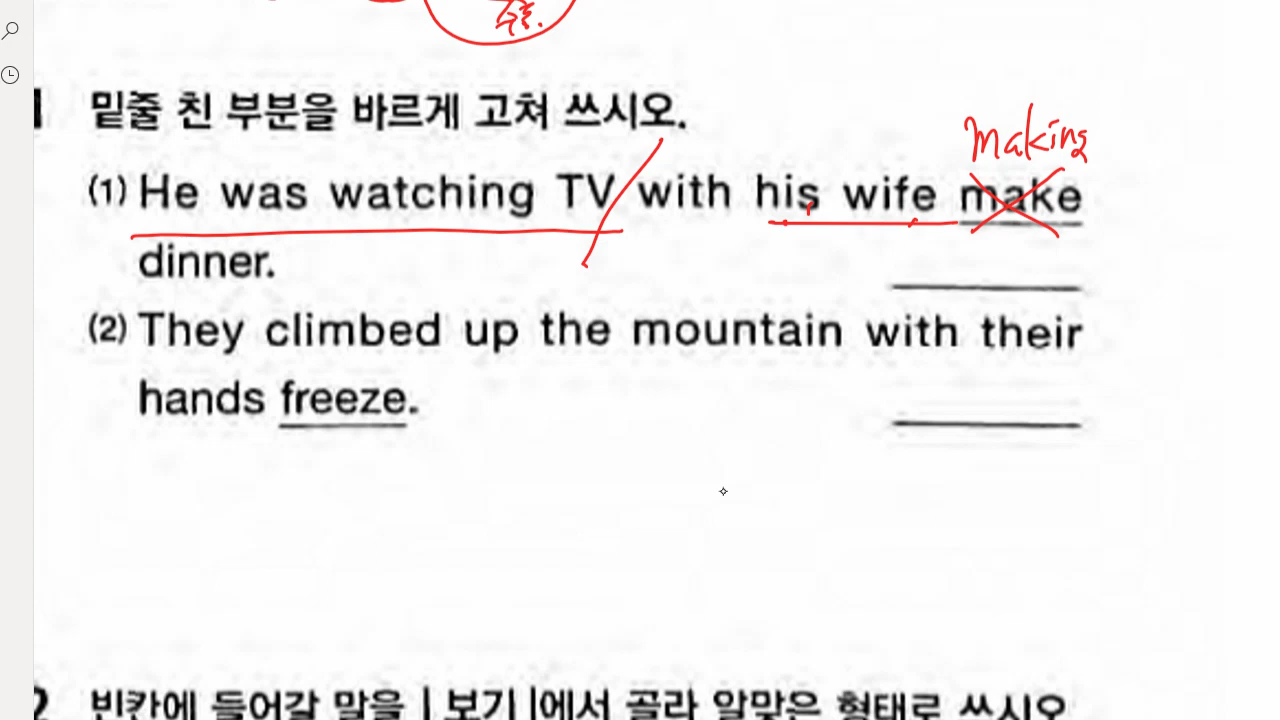 수호.
1 밑줄 친 부분을 바르게 고쳐 쓰시오.
making
(1) He was watching TV with his wife make
dinner.
(2) They climbed up the mountain with their
hands freeze.
2 빈칸에 들어갈 말을 | 보기 |에서 골라 알맞은 형태로 쓰시오